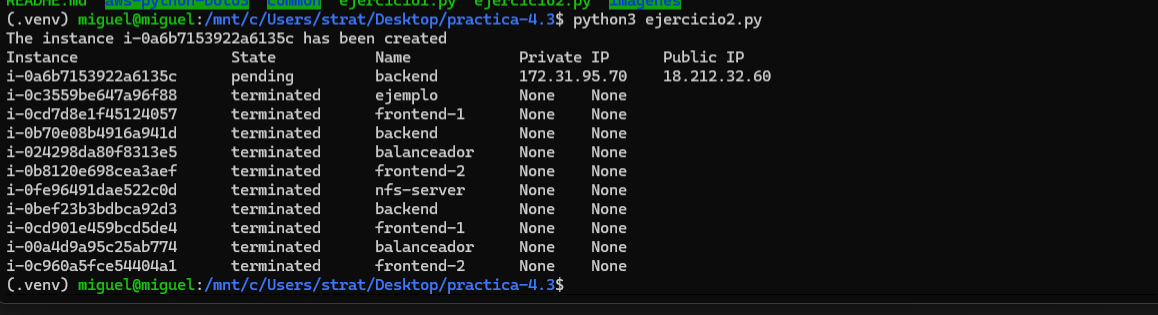 README.md aws-python-boto3 common ejercicio1.py ejercicio2.py imagenes
(.venv) miguel@miguel:/mnt/c/Users/strat/Desktop/practica-4.3$ python3 ejercicio2.py
The instance i-0a6b7153922a6135c has been created
Instance State Name Private IP Public IP
i-0a6b7153922a6135c pending backend 172.31.95.70 18.212.32.60
i-0c3559be647a96f88 terminated ejemplo None None
i-0cd7d8e1f45124057 terminated frontend-1 None None
i-0b70e08b4916a941d terminated backend None None
i-024298da80f8313e5 terminated balanceador None None
i-0b8120e698cea3aef terminated frontend-2 None None
i-0fe96491dae522c0d terminated nfs-server None None
i-0bef23b3bdbca92d3 terminated backend None None
i-0cd901e459bcd5de4 terminated frontend-1 None None
i-00a4d9a95c25ab774 terminated balanceador None None
i-0c960a5fce54404a1 terminated frontend-2 None None
(.venv) miguel@miguel:/mnt/c/Users/strat/Desktop/practica-4.3$